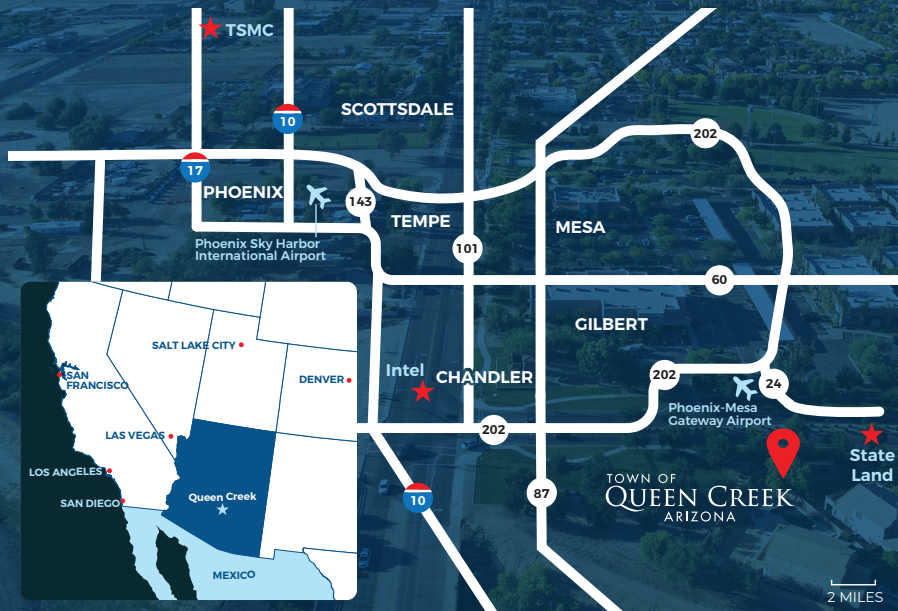 TSMC
10
SCOTTSDALE
202
17
PHOENIX
143
TEMPE
MESA
Phoenix Sky Harbor
International Airport
101
60
GILBERT
Intel
CHANDLER
202
24
Phoenix-Mesa
Gateway Airport
202
State
Land
10
87
TOWN OF
QUEEN CREEK
ARIZONA
2 MILES
SALT LAKE CITY
SAN
FRANCISCO
DENVER
LAS VEGAS
LOS ANGELES
SAN DIEGO
Queen Creek
MEXICO